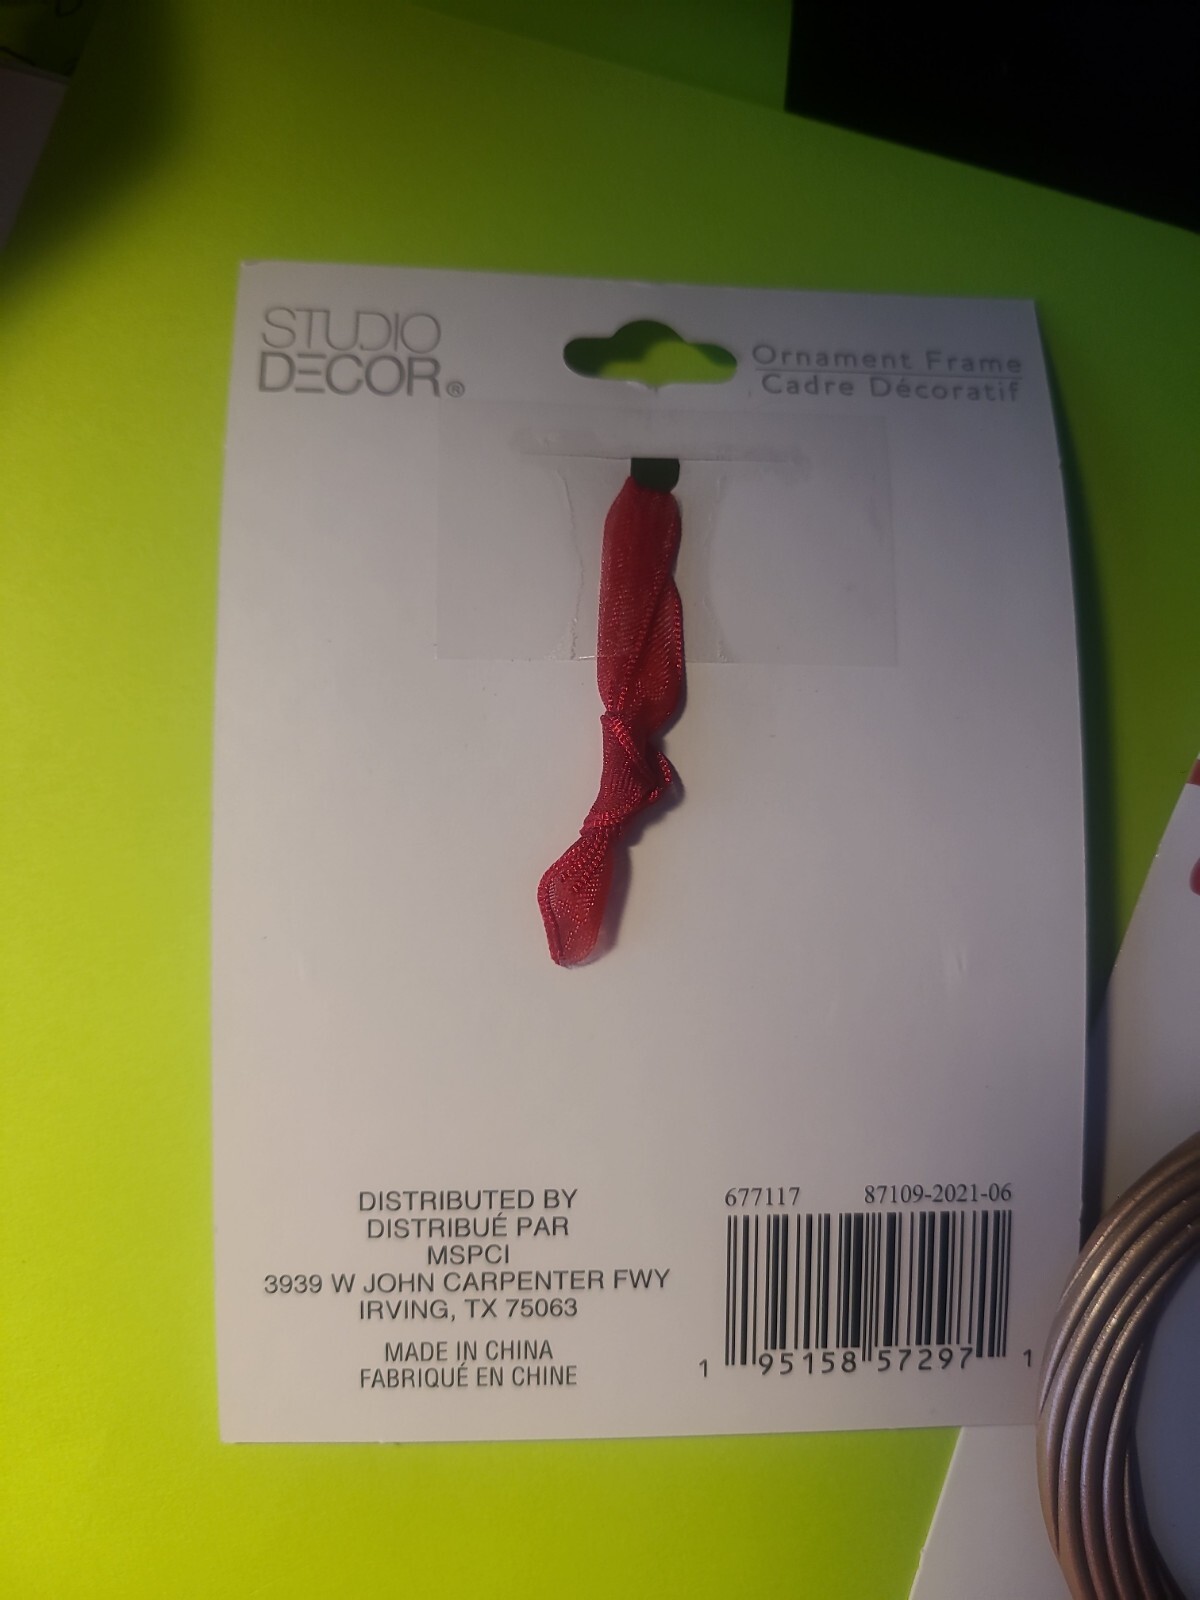 STUDIO
DECOR®
Ornament Frame
Cadre Décoratif
DISTRIBUTED BY
DISTRIBUÉ PAR
MSPCI
3939 W JOHN CARPENTER FWY
IRVING, TX 75063
MADE IN CHINA
FABRIQUÉ EN CHINE
677117 87109-2021-06
1 95158 57297 1